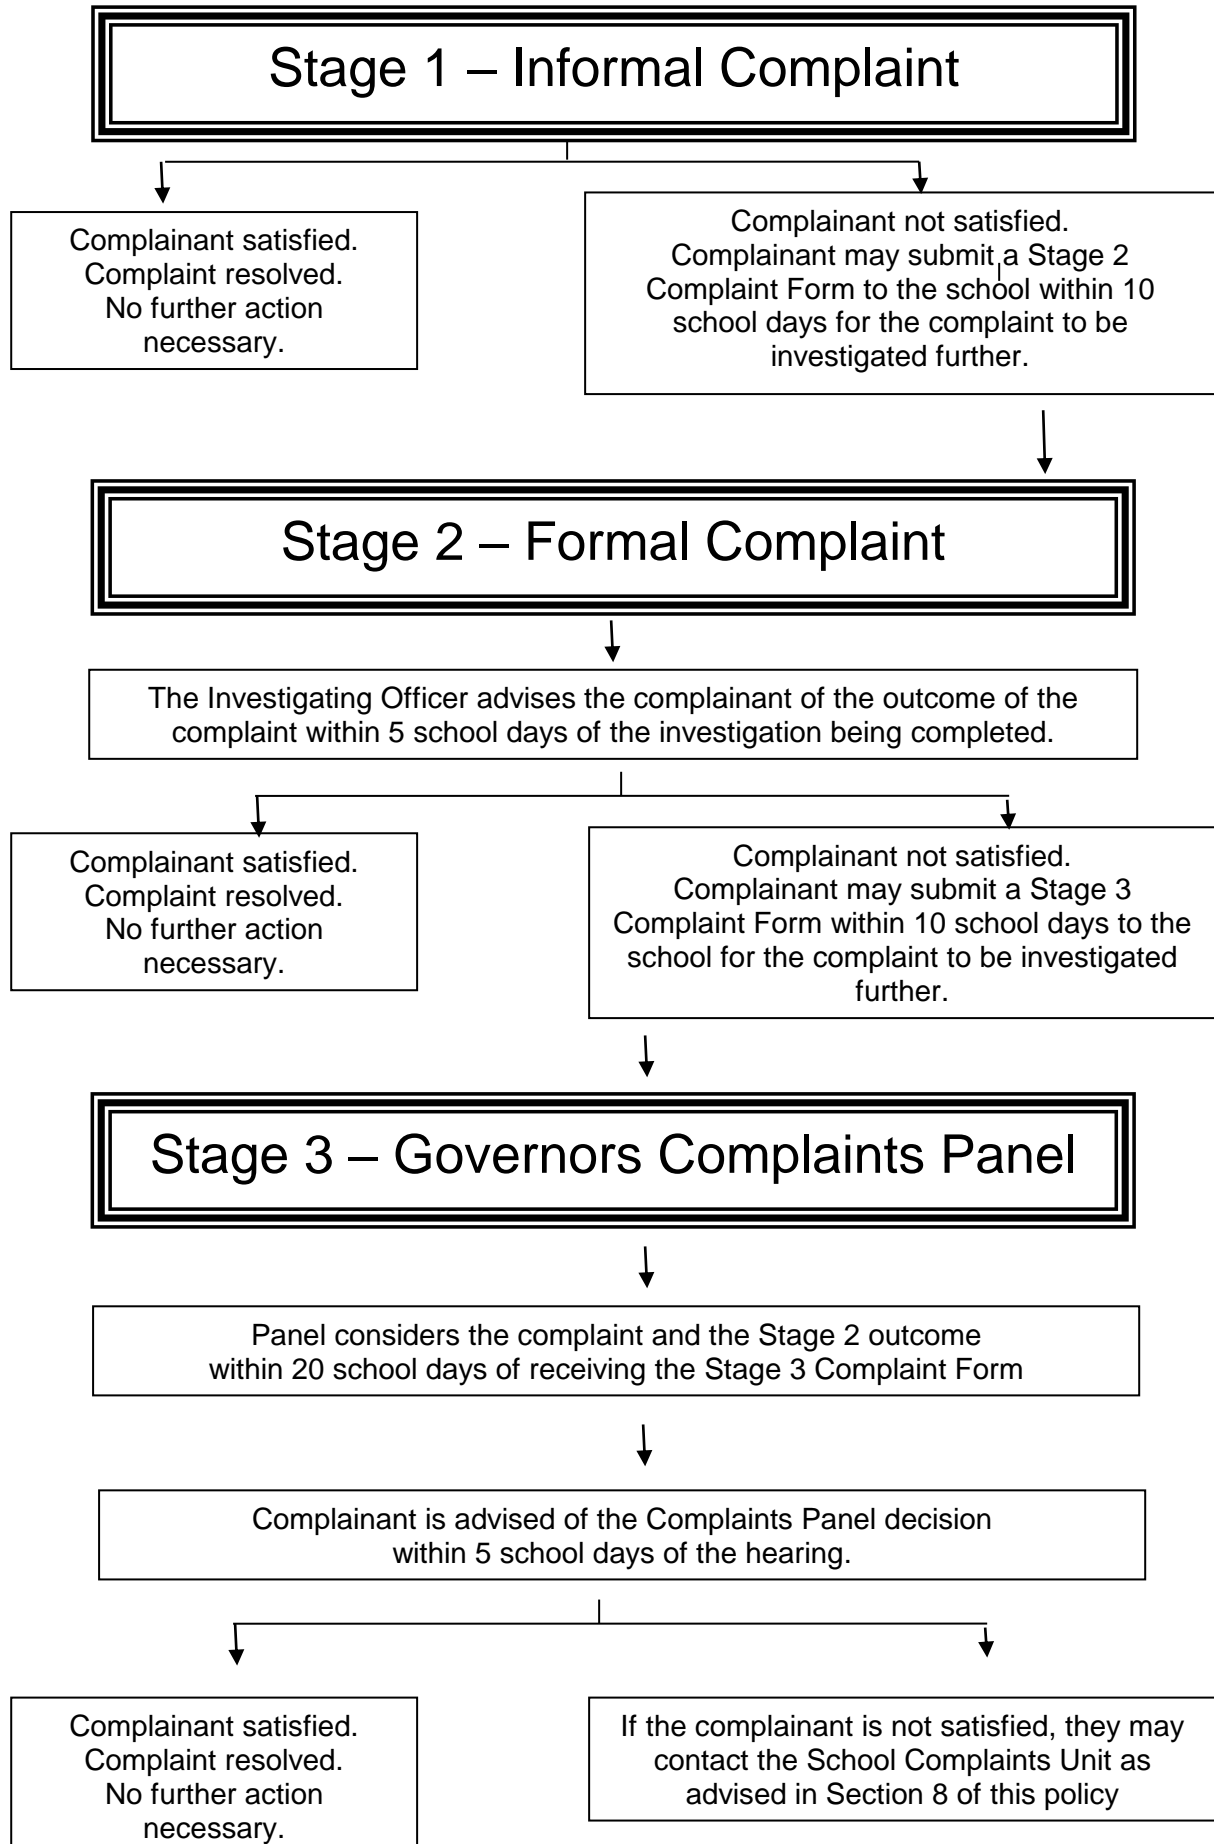 Stage 1 – Informal Complaint
Complainant satisfied.
Complaint resolved.
No further action
necessary.
Complainant not satisfied.
Complainant may submit a Stage 2
Complaint Form to the school within 10
school days for the complaint to be
investigated further.
Stage 2 – Formal Complaint
The Investigating Officer advises the complainant of the outcome of the
complaint within 5 school days of the investigation being completed.
Complainant satisfied.
Complaint resolved.
No further action
necessary.
Complainant not satisfied.
Complainant may submit a Stage 3
Complaint Form within 10 school days to the
school for the complaint to be investigated
further.
Stage 3 – Governors Complaints Panel
Panel considers the complaint and the Stage 2 outcome
within 20 school days of receiving the Stage 3 Complaint Form
Complainant is advised of the Complaints Panel decision
within 5 school days of the hearing.
Complainant satisfied.
Complaint resolved.
No further action
necessary.
If the complainant is not satisfied, they may
contact the School Complaints Unit as
advised in Section 8 of this policy